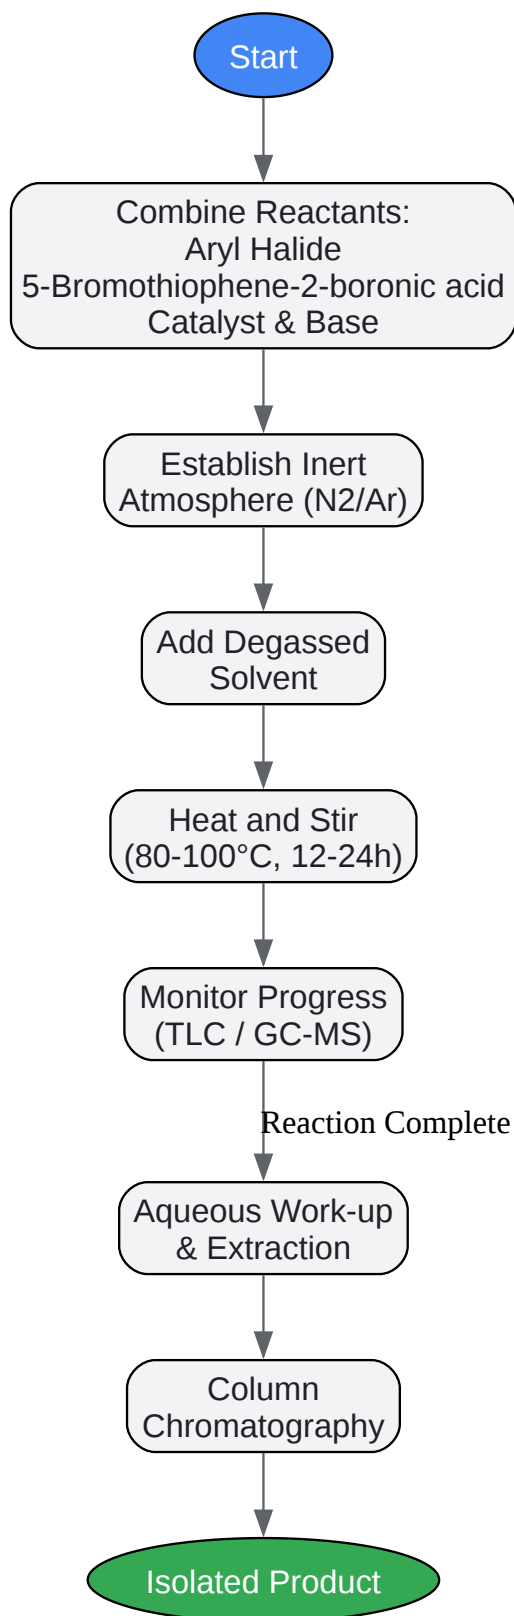 Start
Combine Reactants:
Aryl Halide
5-Bromothiophene-2-boronic acid
Catalyst & Base
Establish Inert
Atmosphere (N2/Ar)
Add Degassed
Solvent
Heat and Stir
(80-100°C, 12-24h)
Monitor Progress
(TLC / GC-MS)
Reaction Complete
Aqueous Work-up
& Extraction
Column
Chromatography
Isolated Product